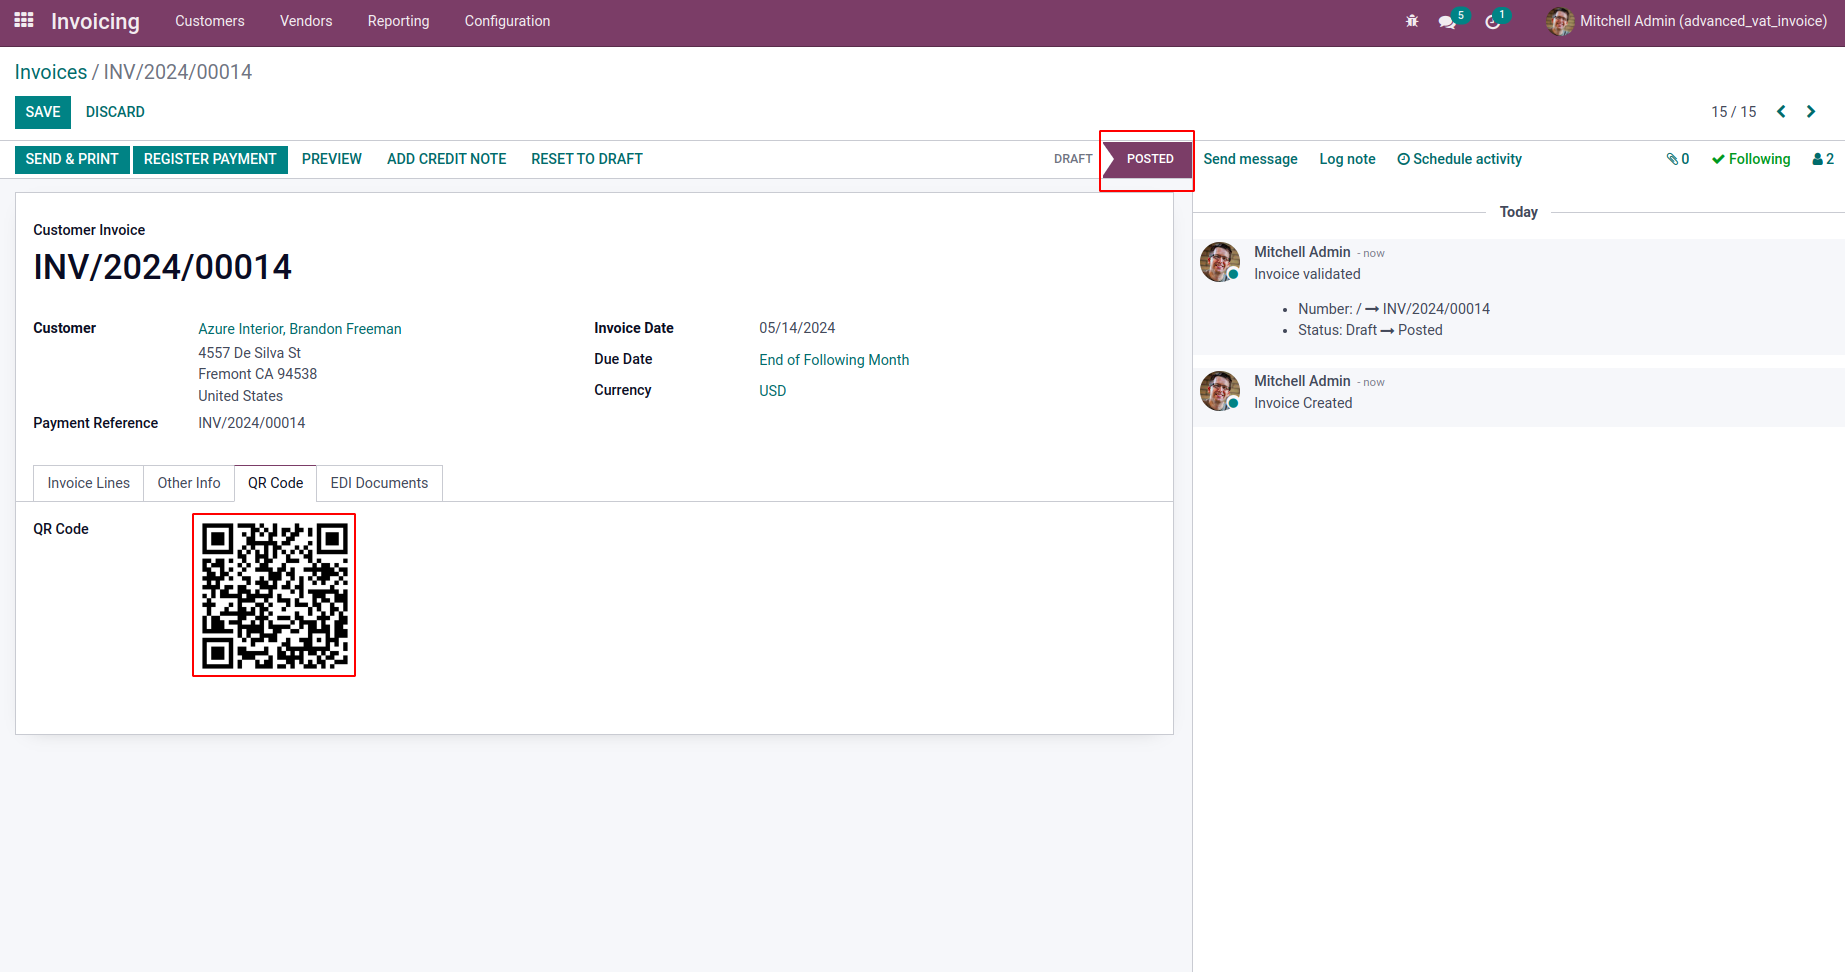 Invoicing Customers Vendors Reporting Configuration 5 1 Mitchell Admin (advanced_vat_invoice)
Invoices / INV/2024/00014
SAVE DISCARD 15 / 15
SEND & PRINT REGISTER PAYMENT PREVIEW ADD CREDIT NOTE RESET TO DRAFT DRAFT POSTED Send message Log note Schedule activity 0 Following 2
Customer Invoice
INV/2024/00014
Customer Azure Interior, Brandon Freeman
4557 De Silva St
Fremont CA 94538
United States
Payment Reference INV/2024/00014
Invoice Date 05/14/2024
Due Date End of Following Month
Currency USD
Invoice Lines Other Info QR Code EDI Documents
QR Code
Today
Mitchell Admin - now
Invoice validated
• Number: / → INV/2024/00014
• Status: Draft → Posted
Mitchell Admin - now
Invoice Created